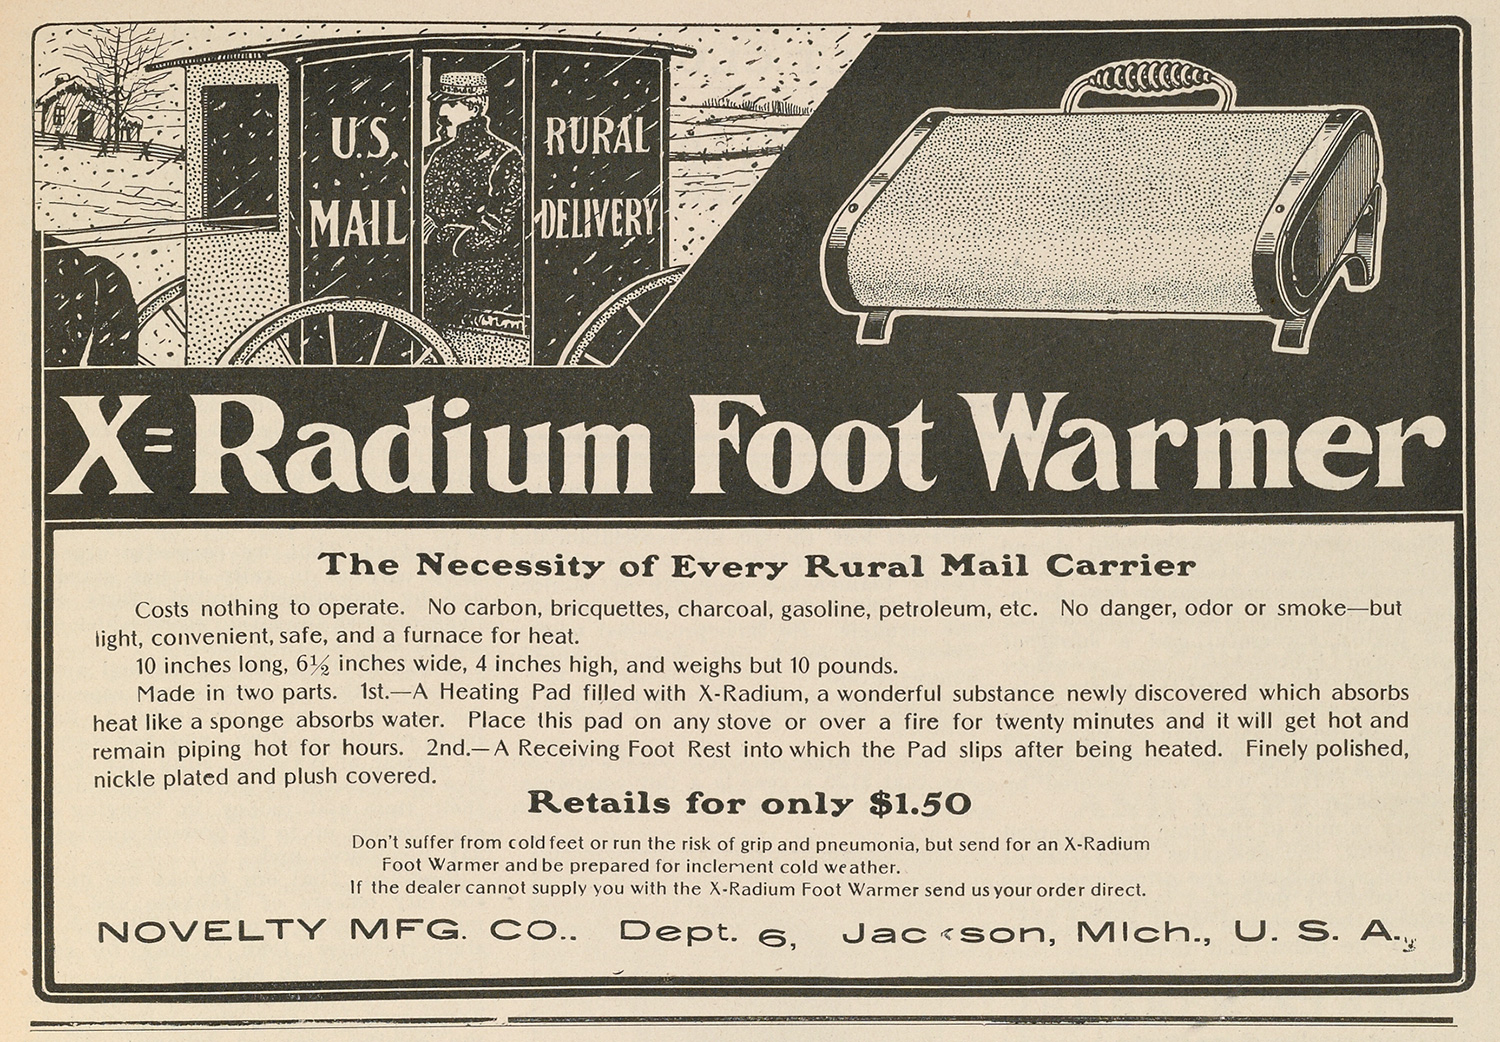 U.S.
MAIL
RURAL
DELIVERY
X-Radium Foot Warmer
The Necessity of Every Rural Mail Carrier
Costs nothing to operate. No carbon, bricquettes, charcoal, gasoline, petroleum, etc. No danger, odor or smoke—but
light, convenient, safe, and a furnace for heat.
10 inches long, 6½ inches wide, 4 inches high, and weighs but 10 pounds.
Made in two parts. 1st.—A Heating Pad filled with X-Radium, a wonderful substance newly discovered which absorbs
heat like a sponge absorbs water. Place this pad on any stove or over a fire for twenty minutes and it will get hot and
remain piping hot for hours. 2nd.—A Receiving Foot Rest into which the Pad slips after being heated. Finely polished,
nickle plated and plush covered.
Retails for only $1.50
Don't suffer from cold feet or run the risk of grip and pneumonia, but send for an X-Radium
Foot Warmer and be prepared for inclement cold weather.
If the dealer cannot supply you with the X-Radium Foot Warmer send us your order direct.
NOVELTY MFG. CO.. Dept. 6, Jackson, Mich., U. S. A.